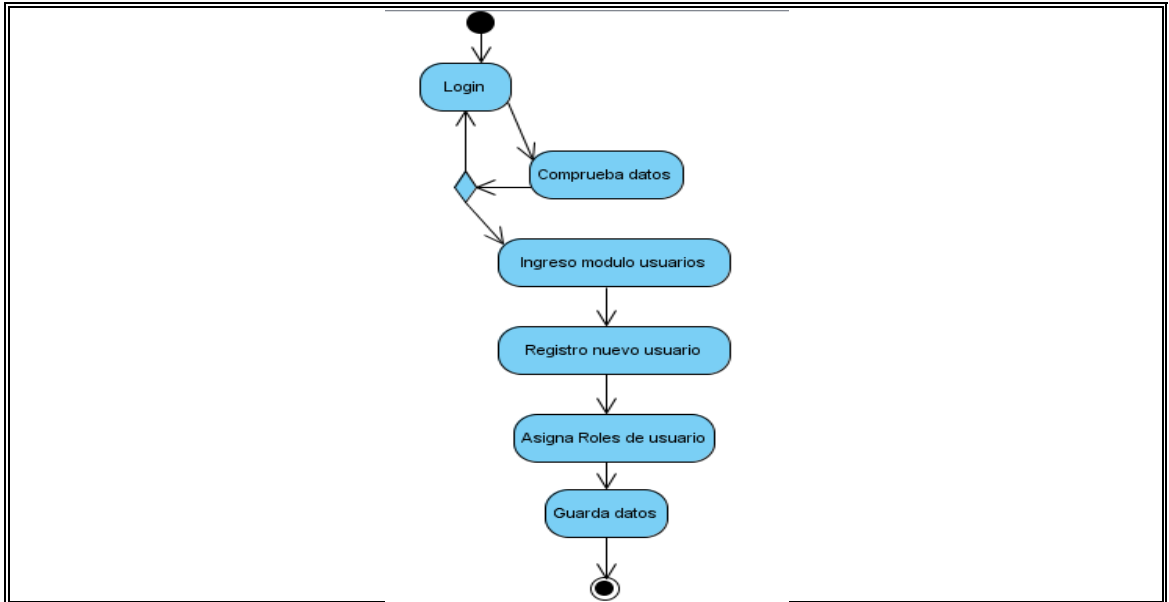 Login
Comprueba datos
Ingreso modulo usuarios
Registro nuevo usuario
Asigna Roles de usuario
Guarda datos